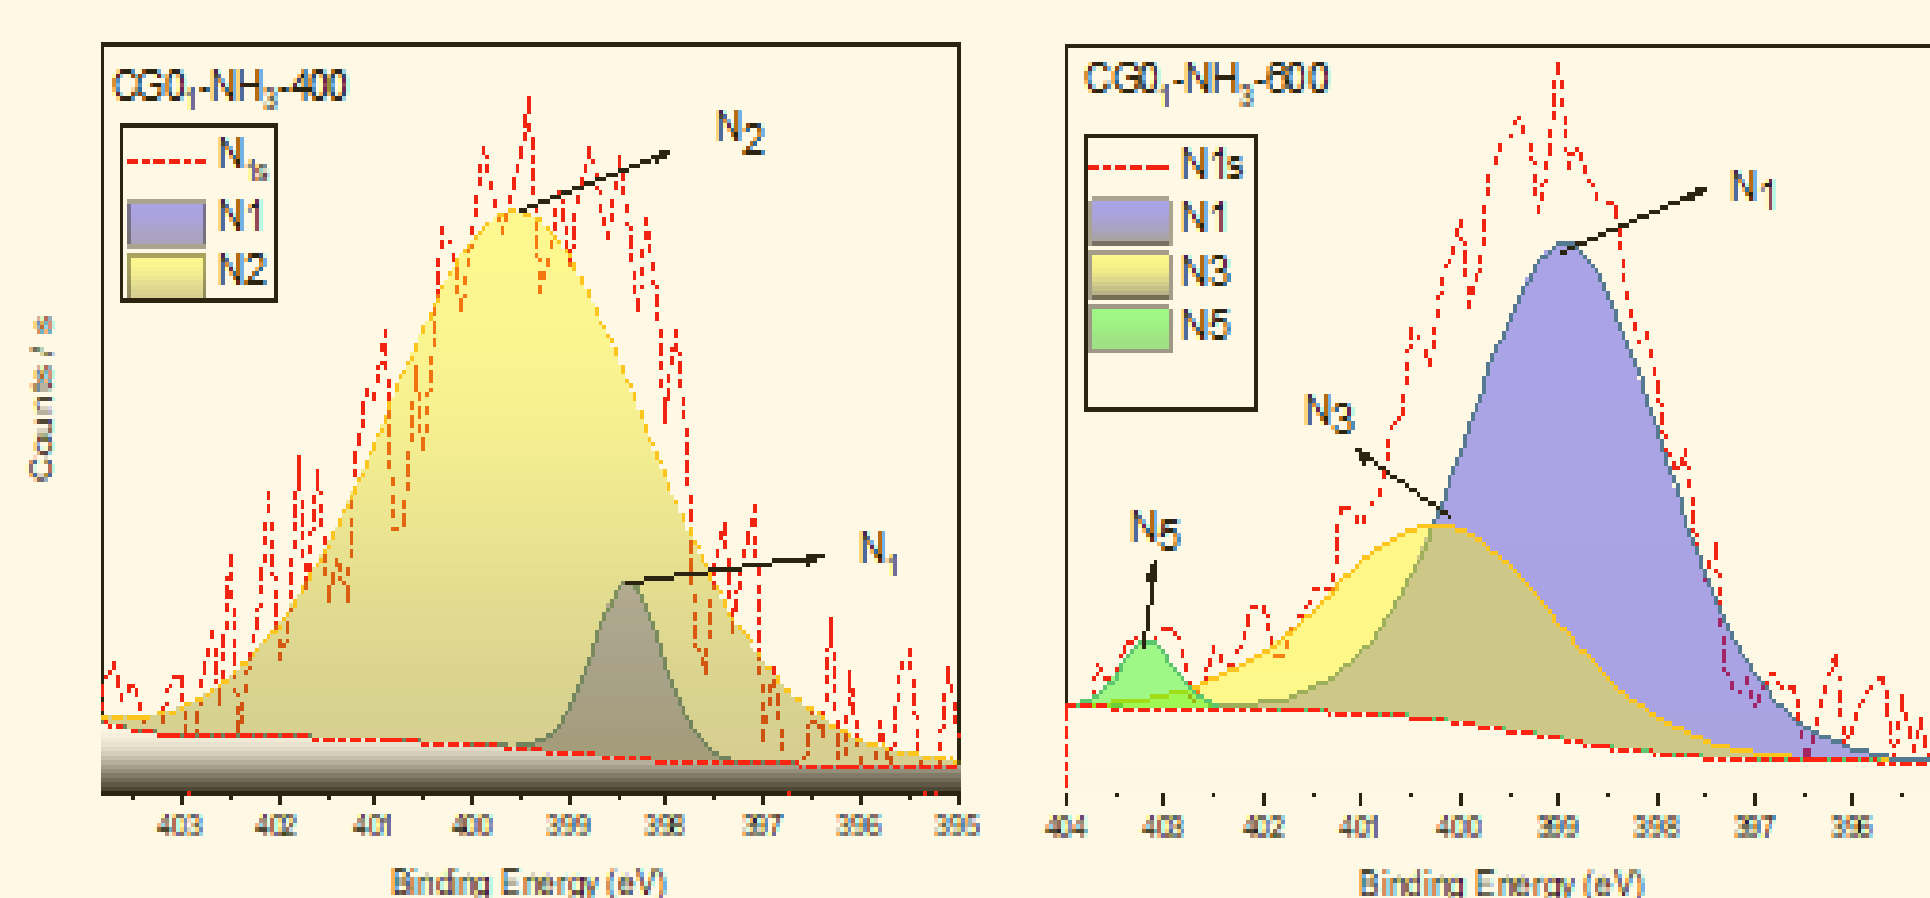 CG0₁-NH₃-400
N₁ₛ
N1
N2
N₂
N₁
Counts / s
403 402 401 400 399 398 397 396 395
Binding Energy (eV)
CG0₁-NH₃-600
N1s
N1
N3
N5
N₁
N₃
N₅
404 403 402 401 400 399 398 397 396
Binding Energy (eV)